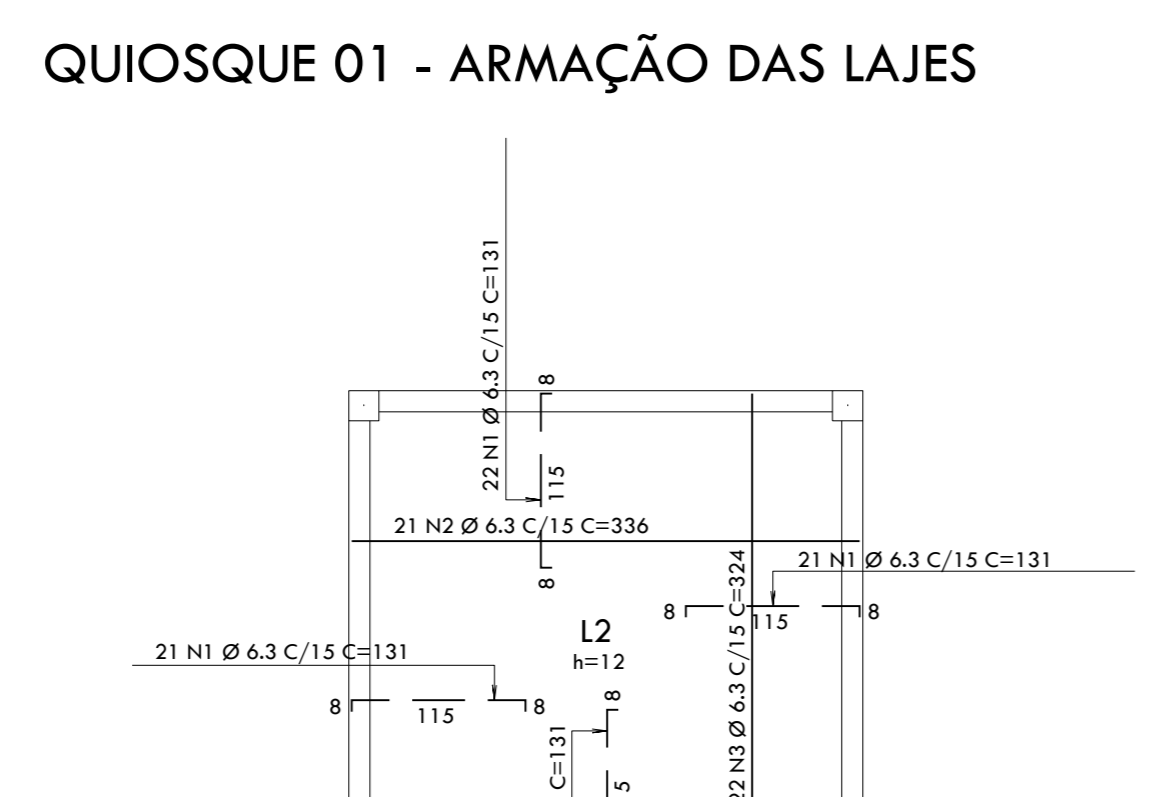 QUIOSQUE 01 - ARMAÇÃO DAS LAJES
22 N1 Ø 6.3 C/15 C=131
8
115
21 N2 Ø 6.3 C/15 C=336
8
21 N1 Ø 6.3 C/15 C=131
8
115
8
22 N3 Ø 6.3 C/15 C=324
L2
h=12
21 N1 Ø 6.3 C/15 C=131
8
115
8
8
C=131
5